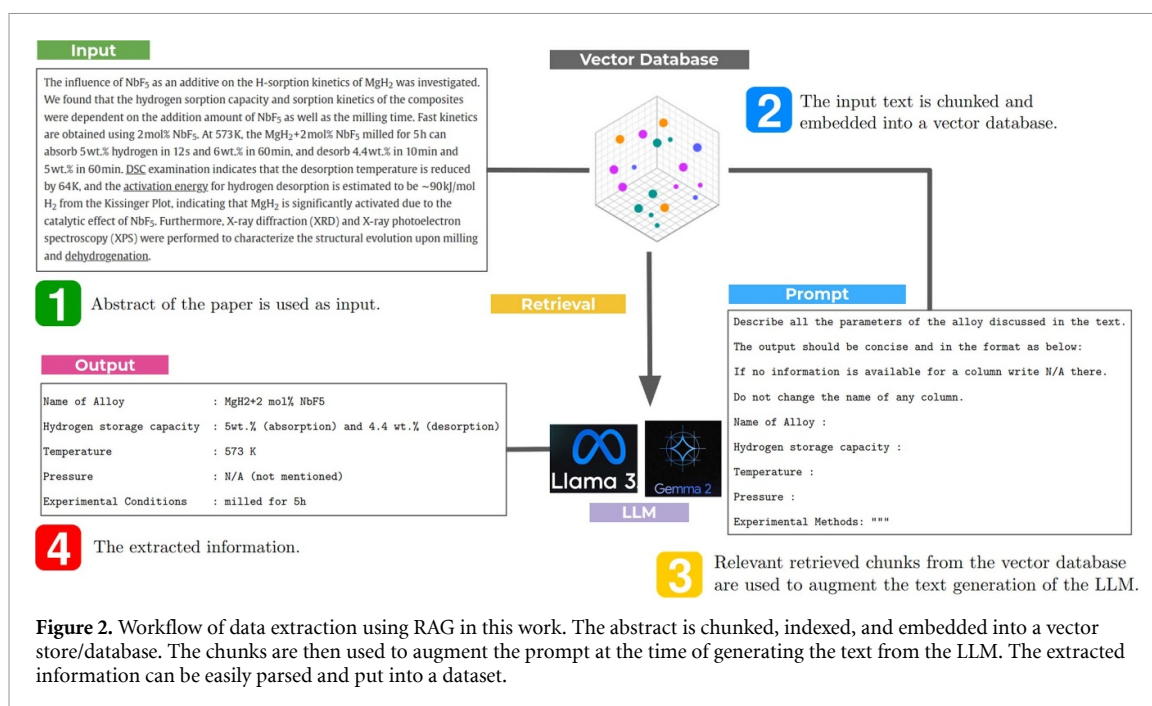 Input
The influence of NbF₅ as an additive on the H-sorption kinetics of MgH₂ was investigated.
We found that the hydrogen sorption capacity and sorption kinetics of the composites
were dependent on the addition amount of NbF₅ as well as the milling time. Fast kinetics
are obtained using 2mol% NbF₅. At 573K, the MgH₂+2mol% NbF₅ milled for 5h can
absorb 5wt.% hydrogen in 12s and 6wt.% in 60min, and desorb 4.4wt.% in 10min and
5wt.% in 60min. DSC examination indicates that the desorption temperature is reduced
by 64K, and the activation energy for hydrogen desorption is estimated to be ~90kJ/mol
H₂ from the Kissinger Plot, indicating that MgH₂ is significantly activated due to the
catalytic effect of NbF₅. Furthermore, X-ray diffraction (XRD) and X-ray photoelectron
spectroscopy (XPS) were performed to characterize the structural evolution upon milling
and dehydrogenation.
1
Abstract of the paper is used as input.
Vector Database
2
The input text is chunked and
embedded into a vector database.
Retrieval
Prompt
Describe all the parameters of the alloy discussed in the text.
The output should be concise and in the format as below:
If no information is available for a column write N/A there.
Do not change the name of any column.
Name of Alloy :
Hydrogen storage capacity :
Temperature :
Pressure :
Experimental Methods: """
3
Relevant retrieved chunks from the vector database
are used to augment the text generation of the LLM.
Llama 3
Gemma 2
LLM
Output
Name of Alloy : MgH2+2 mol% NbF5
Hydrogen storage capacity : 5wt.% (absorption) and 4.4 wt.% (desorption)
Temperature : 573 K
Pressure : N/A (not mentioned)
Experimental Conditions : milled for 5h
4
The extracted information.
Figure 2. Workflow of data extraction using RAG in this work. The abstract is chunked, indexed, and embedded into a vector
store/database. The chunks are then used to augment the prompt at the time of generating the text from the LLM. The extracted
information can be easily parsed and put into a dataset.